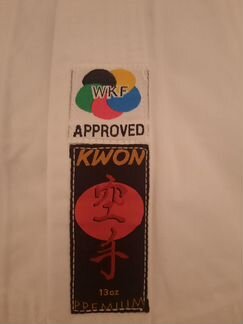 WKF
APPROVED
KWON
空
手
13oz
PREMIUM